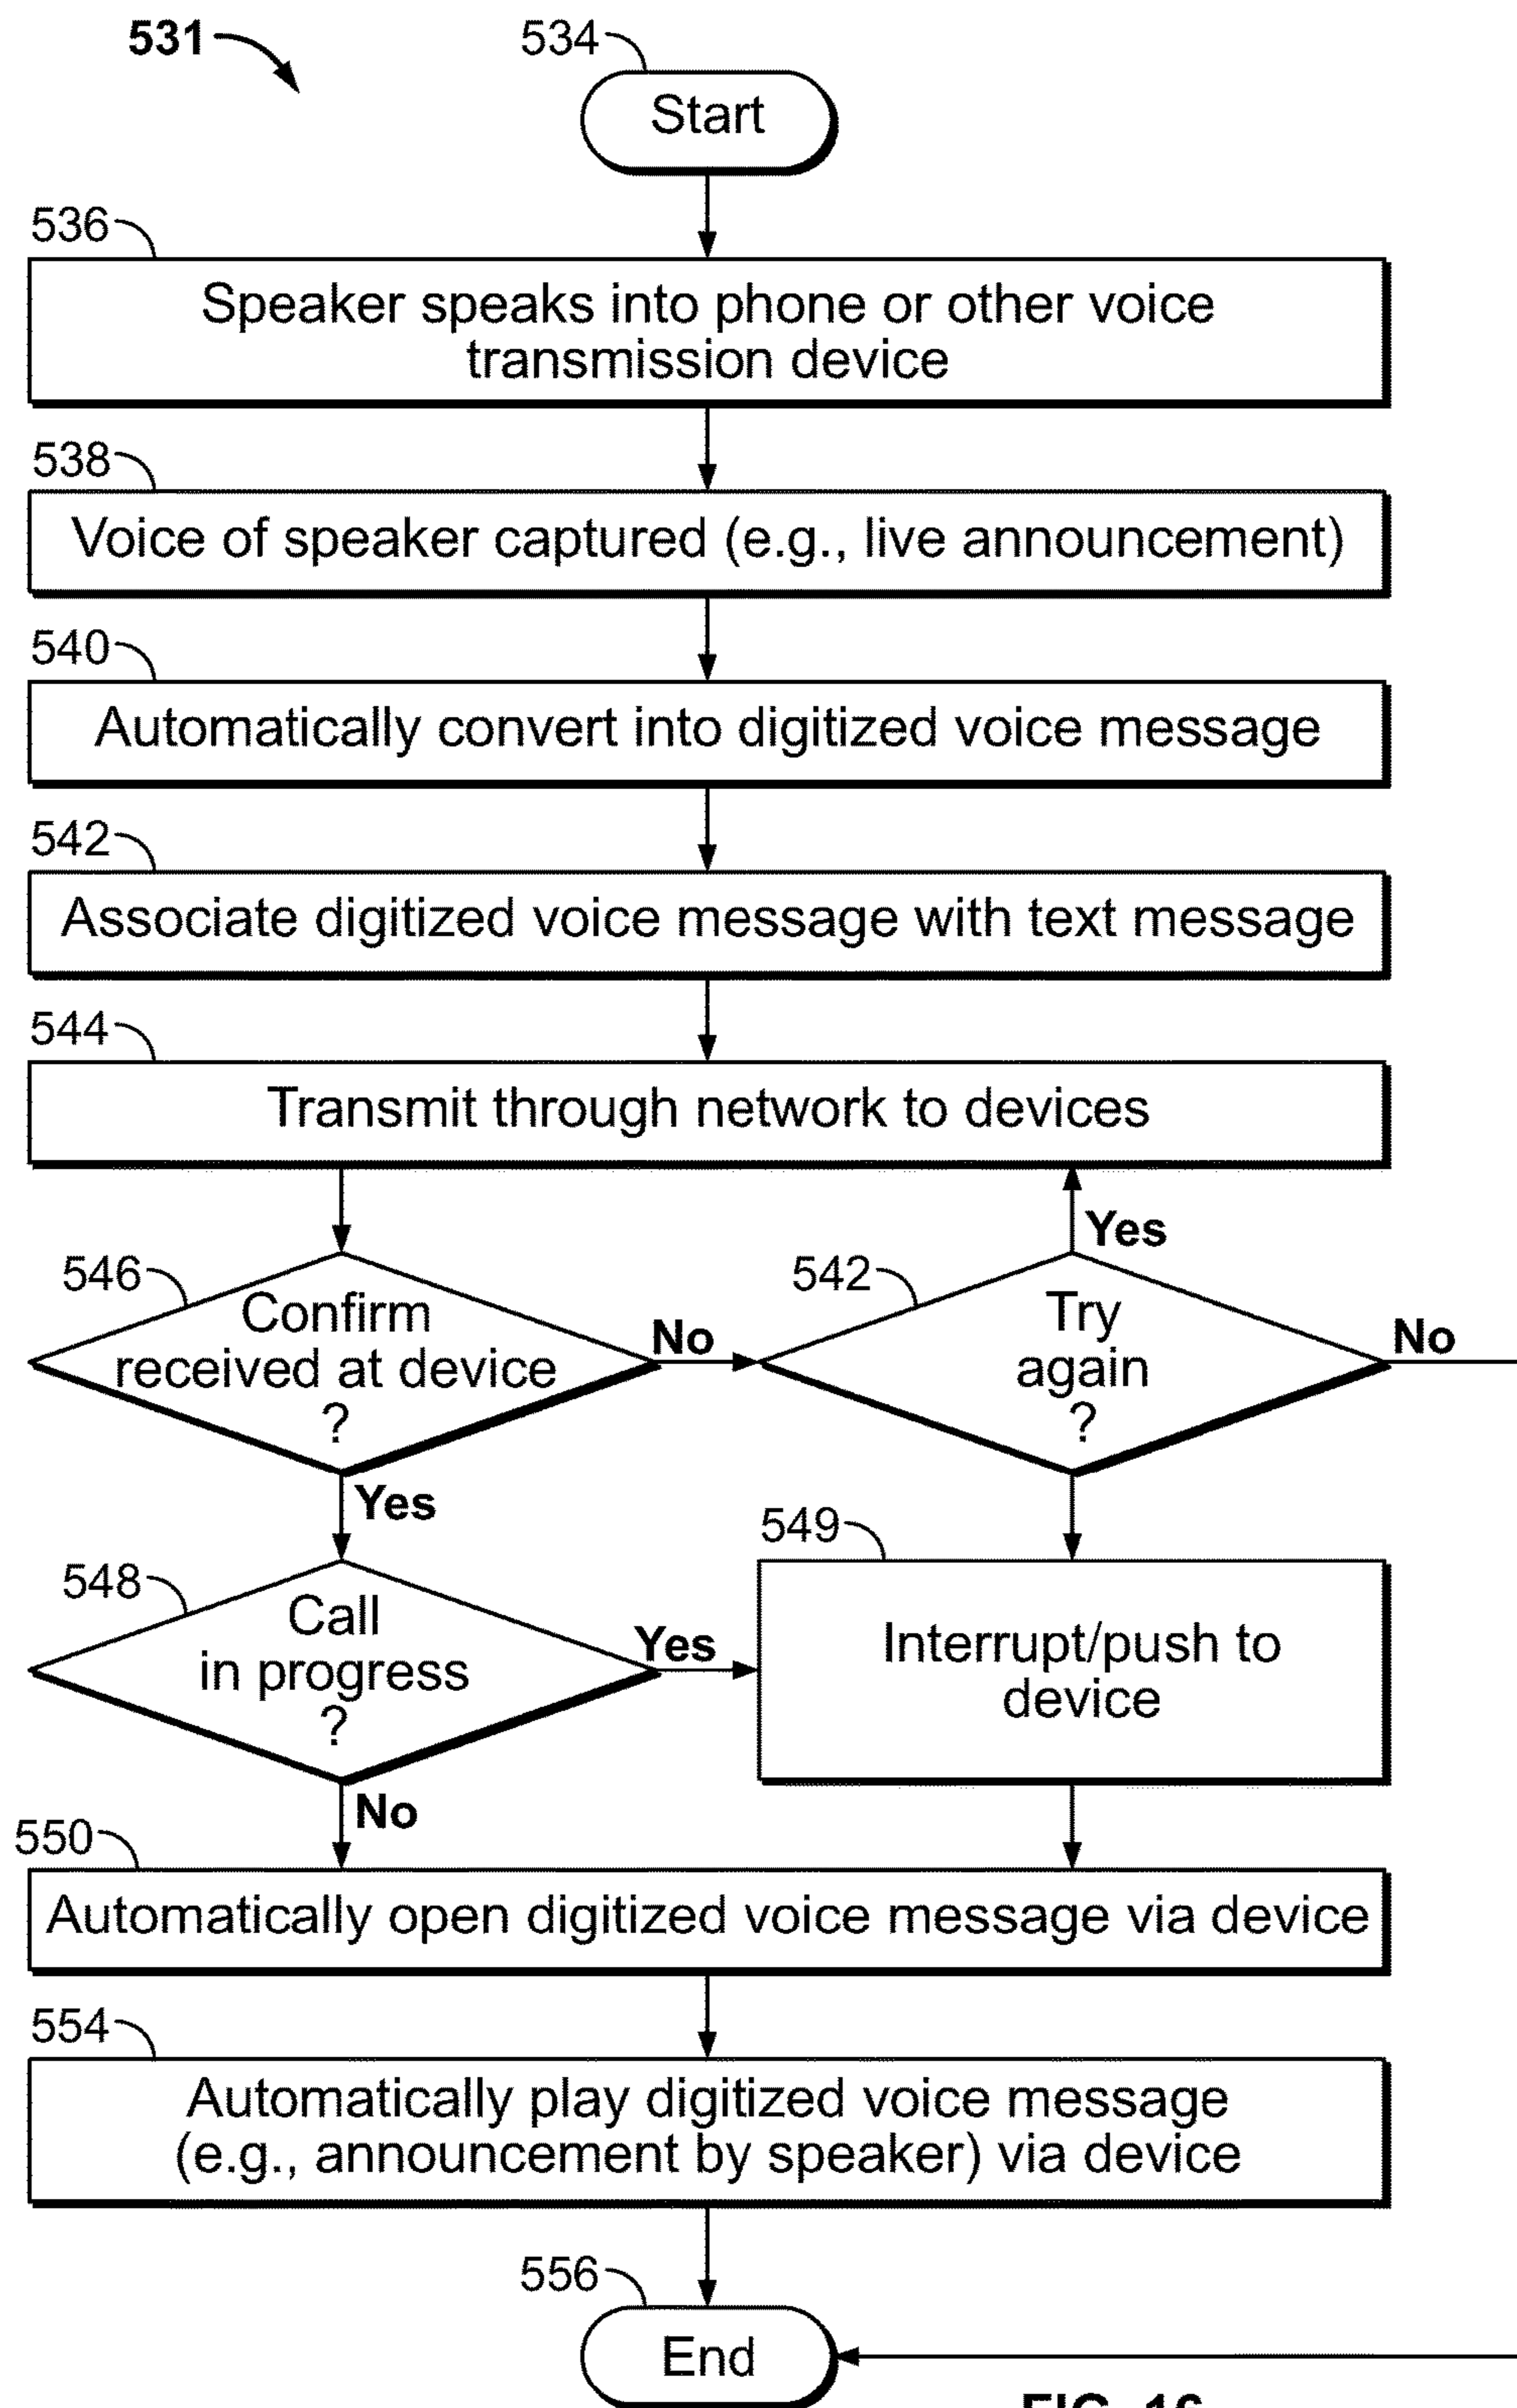 531
534
Start
536
Speaker speaks into phone or other voice
transmission device
538
Voice of speaker captured (e.g., live announcement)
540
Automatically convert into digitized voice message
542
Associate digitized voice message with text message
544
Transmit through network to devices
Yes
546
Confirm
received at device
?
No
542
Try
again
?
No
Yes
549
548
Call
in progress
?
Yes
Interrupt/push to
device
No
550
Automatically open digitized voice message via device
554
Automatically play digitized voice message
(e.g., announcement by speaker) via device
556
End
FIG. 16